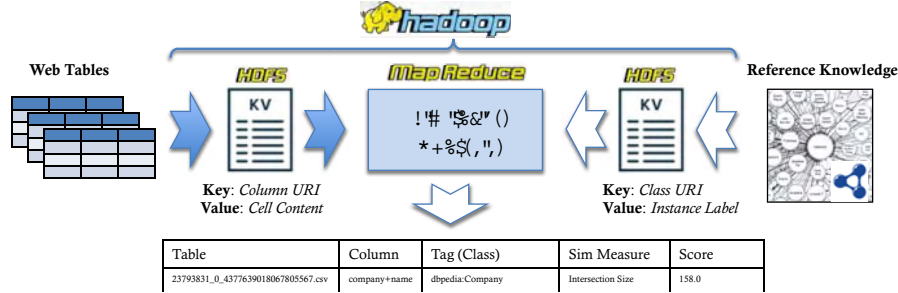 hadoop
Web Tables
HDFS
Map Reduce
HDFS
Reference Knowledge
KV
!"# "$%&"'()
*+%$(,",)
KV
Key: Column URI
Value: Cell Content
Key: Class URI
Value: Instance Label
Table Column Tag (Class) Sim Measure Score
23793831_0_4377639018067805567.csv company+name dbpedia:Company Intersection Size 158.0